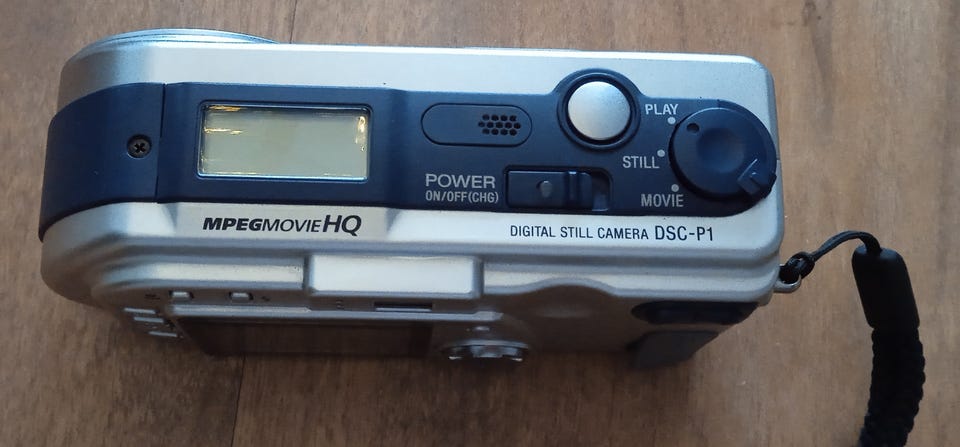 PLAY
STILL
MOVIE
POWER
ON/OFF(CHG)
MPEGMOVIEHQ
DIGITAL STILL CAMERA DSC-P1